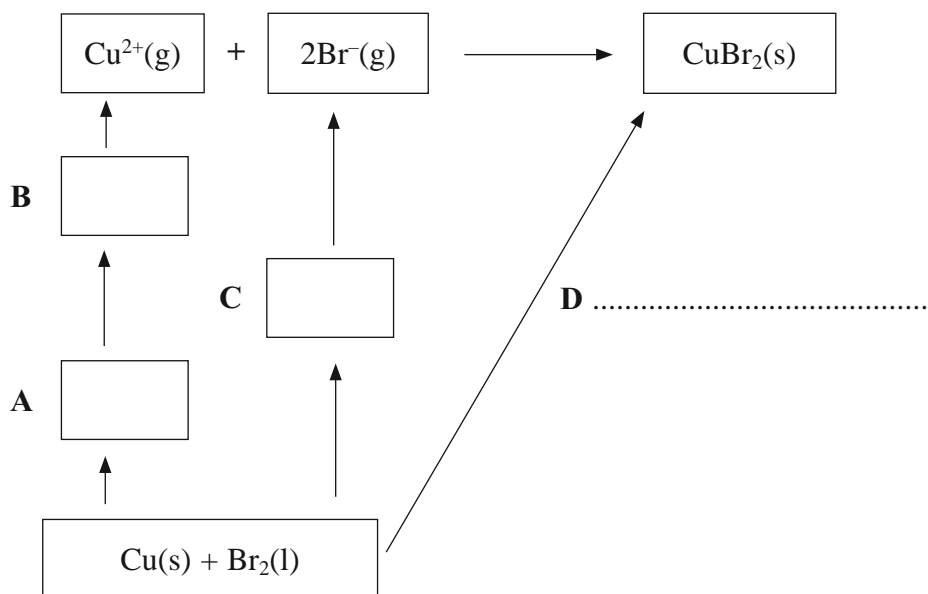 Cu²⁺(g) + 2Br⁻(g) CuBr₂(s)
B
C
D ..........................................
A
Cu(s) + Br₂(l)